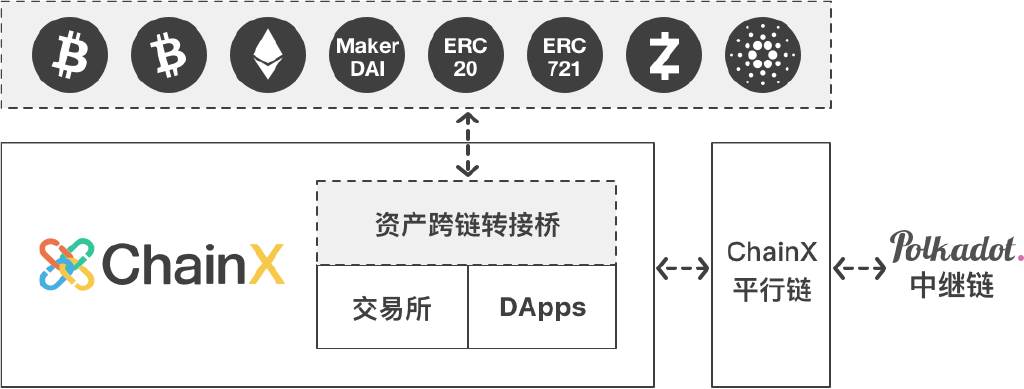 Maker
DAI
ERC
20
ERC
721
资产跨链转接桥
ChainX
交易所
DApps
ChainX
平行链
Polkadot.
中继链